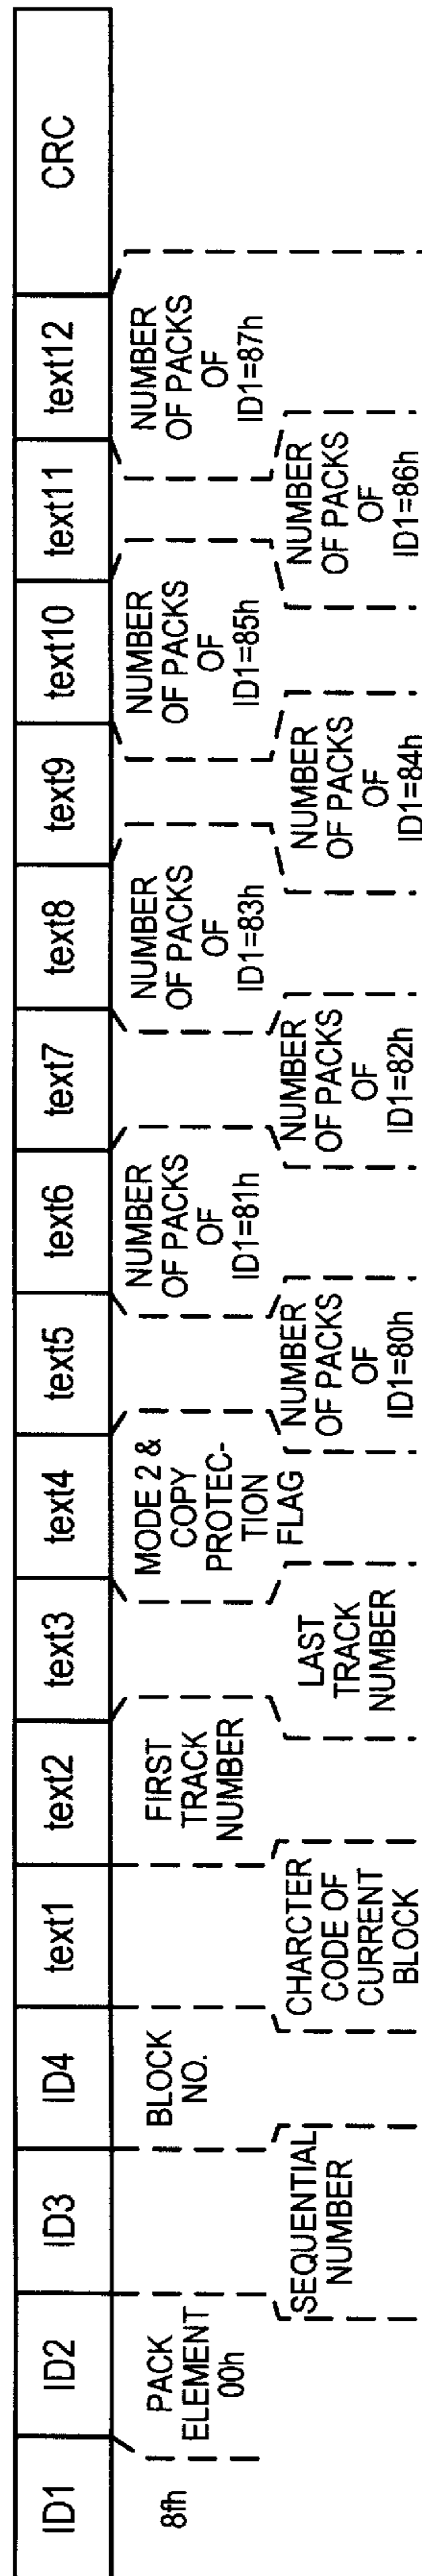 ID1
ID2
ID3
ID4
text1
text2
text3
text4
text5
text6
text7
text8
text9
text10
text11
text12
CRC
8fh
PACK
ELEMENT
00h
SEQUENTIAL
NUMBER
BLOCK
NO.
CHARCTER
CODE OF
CURRENT
BLOCK
FIRST
TRACK
NUMBER
LAST
TRACK
NUMBER
MODE 2 &
COPY
PROTEC-
TION
FLAG
NUMBER
OF PACKS
OF
ID1=80h
NUMBER
OF PACKS
OF
ID1=81h
NUMBER
OF PACKS
OF
ID1=82h
NUMBER
OF PACKS
OF
ID1=83h
NUMBER
OF PACKS
OF
ID1=84h
NUMBER
OF PACKS
OF
ID1=85h
NUMBER
OF PACKS
OF
ID1=86h
NUMBER
OF PACKS
OF
ID1=87h